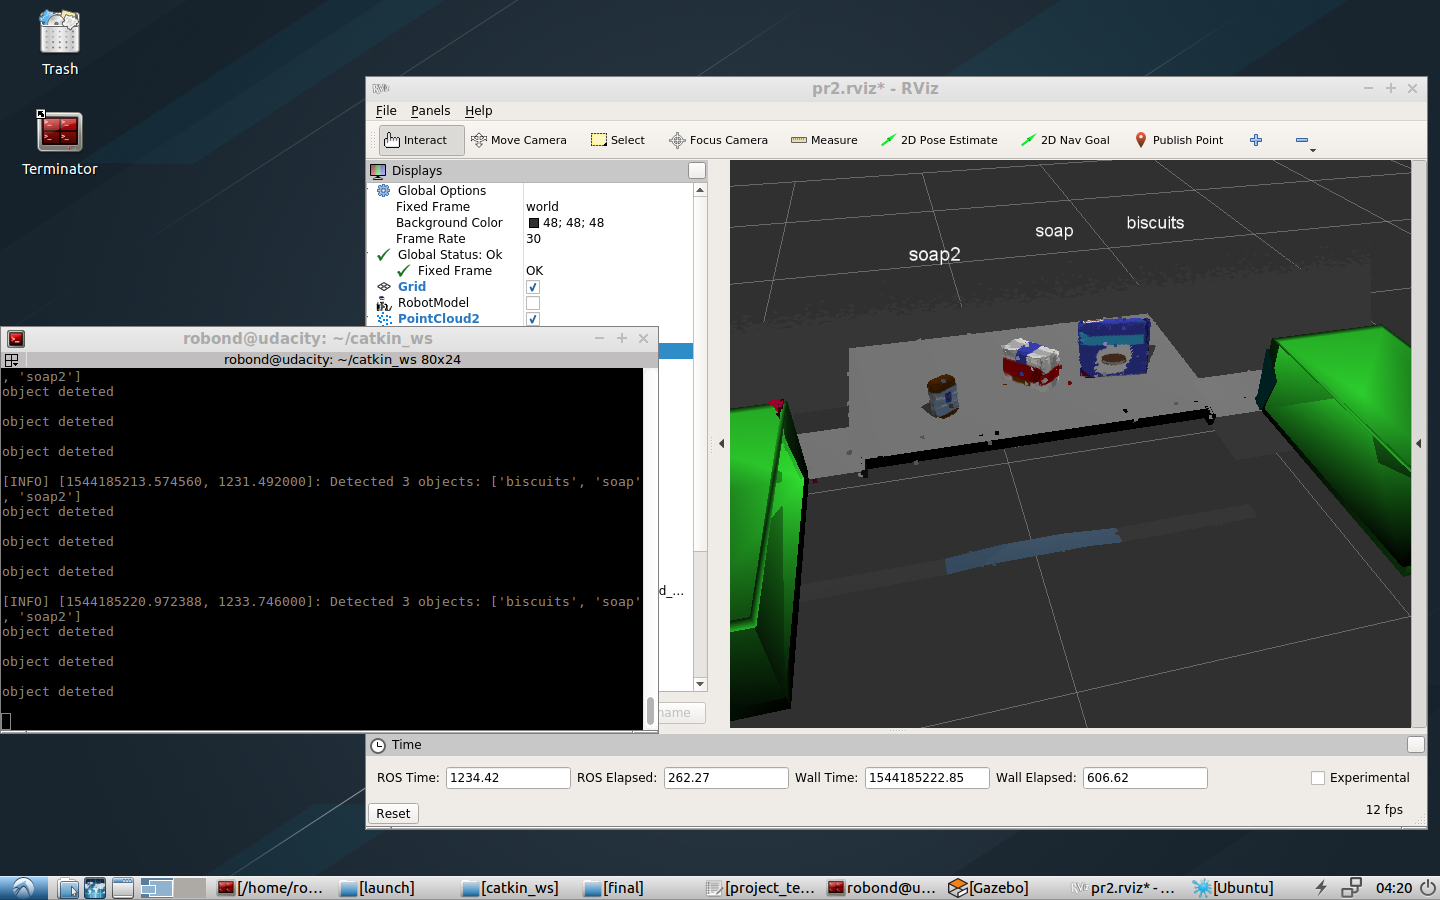 Trash
Terminator
pr2.rviz* - RViz
File Panels Help
Interact Move Camera Select Focus Camera Measure 2D Pose Estimate 2D Nav Goal Publish Point
Displays
Global Options
Fixed Frame world
Background Color 48; 48; 48
Frame Rate 30
Global Status: Ok
Fixed Frame OK
Grid
RobotModel
PointCloud2
soap2
soap
biscuits
robond@udacity: ~/catkin_ws
robond@udacity: ~/catkin_ws 80x24
, 'soap2']
object deteted
object deteted
object deteted
[INFO] [1544185213.574560, 1231.492000]: Detected 3 objects: ['biscuits', 'soap'
, 'soap2']
object deteted
object deteted
object deteted
[INFO] [1544185220.972388, 1233.746000]: Detected 3 objects: ['biscuits', 'soap'
, 'soap2']
object deteted
object deteted
object deteted
d_...
name
Time
ROS Time: 1234.42 ROS Elapsed: 262.27 Wall Time: 1544185222.85 Wall Elapsed: 606.62 Experimental
Reset 12 fps
[/home/ro... [launch] [catkin_ws] [final] [project_te... robond@u... [Gazebo] pr2.rviz* -... [Ubuntu] 04:20